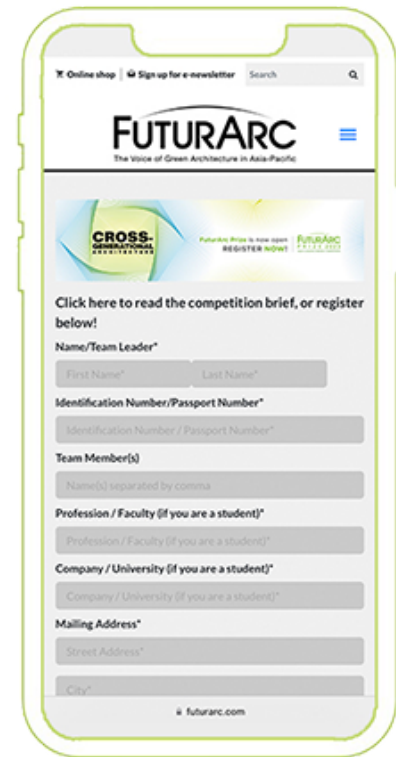 Online shop | Sign up for e-newsletter Search
FUTURARC
The Voice of Green Architecture in Asia-Pacific
CROSS-
GENERATIONAL
ARCHITECTURE
FuturArc Prize is now open
REGISTER NOW!
FUTURARC
PRIZE 2023
Click here to read the competition brief, or register
below!
Name/Team Leader*
First Name* Last Name*
Identification Number/Passport Number*
Identification Number / Passport Number*
Team Member(s)
Name(s) separated by comma
Profession / Faculty (if you are a student)*
Profession / Faculty (if you are a student)*
Company / University (if you are a student)*
Company / University (if you are a student)*
Mailing Address*
Street Address*
City*
futurarc.com